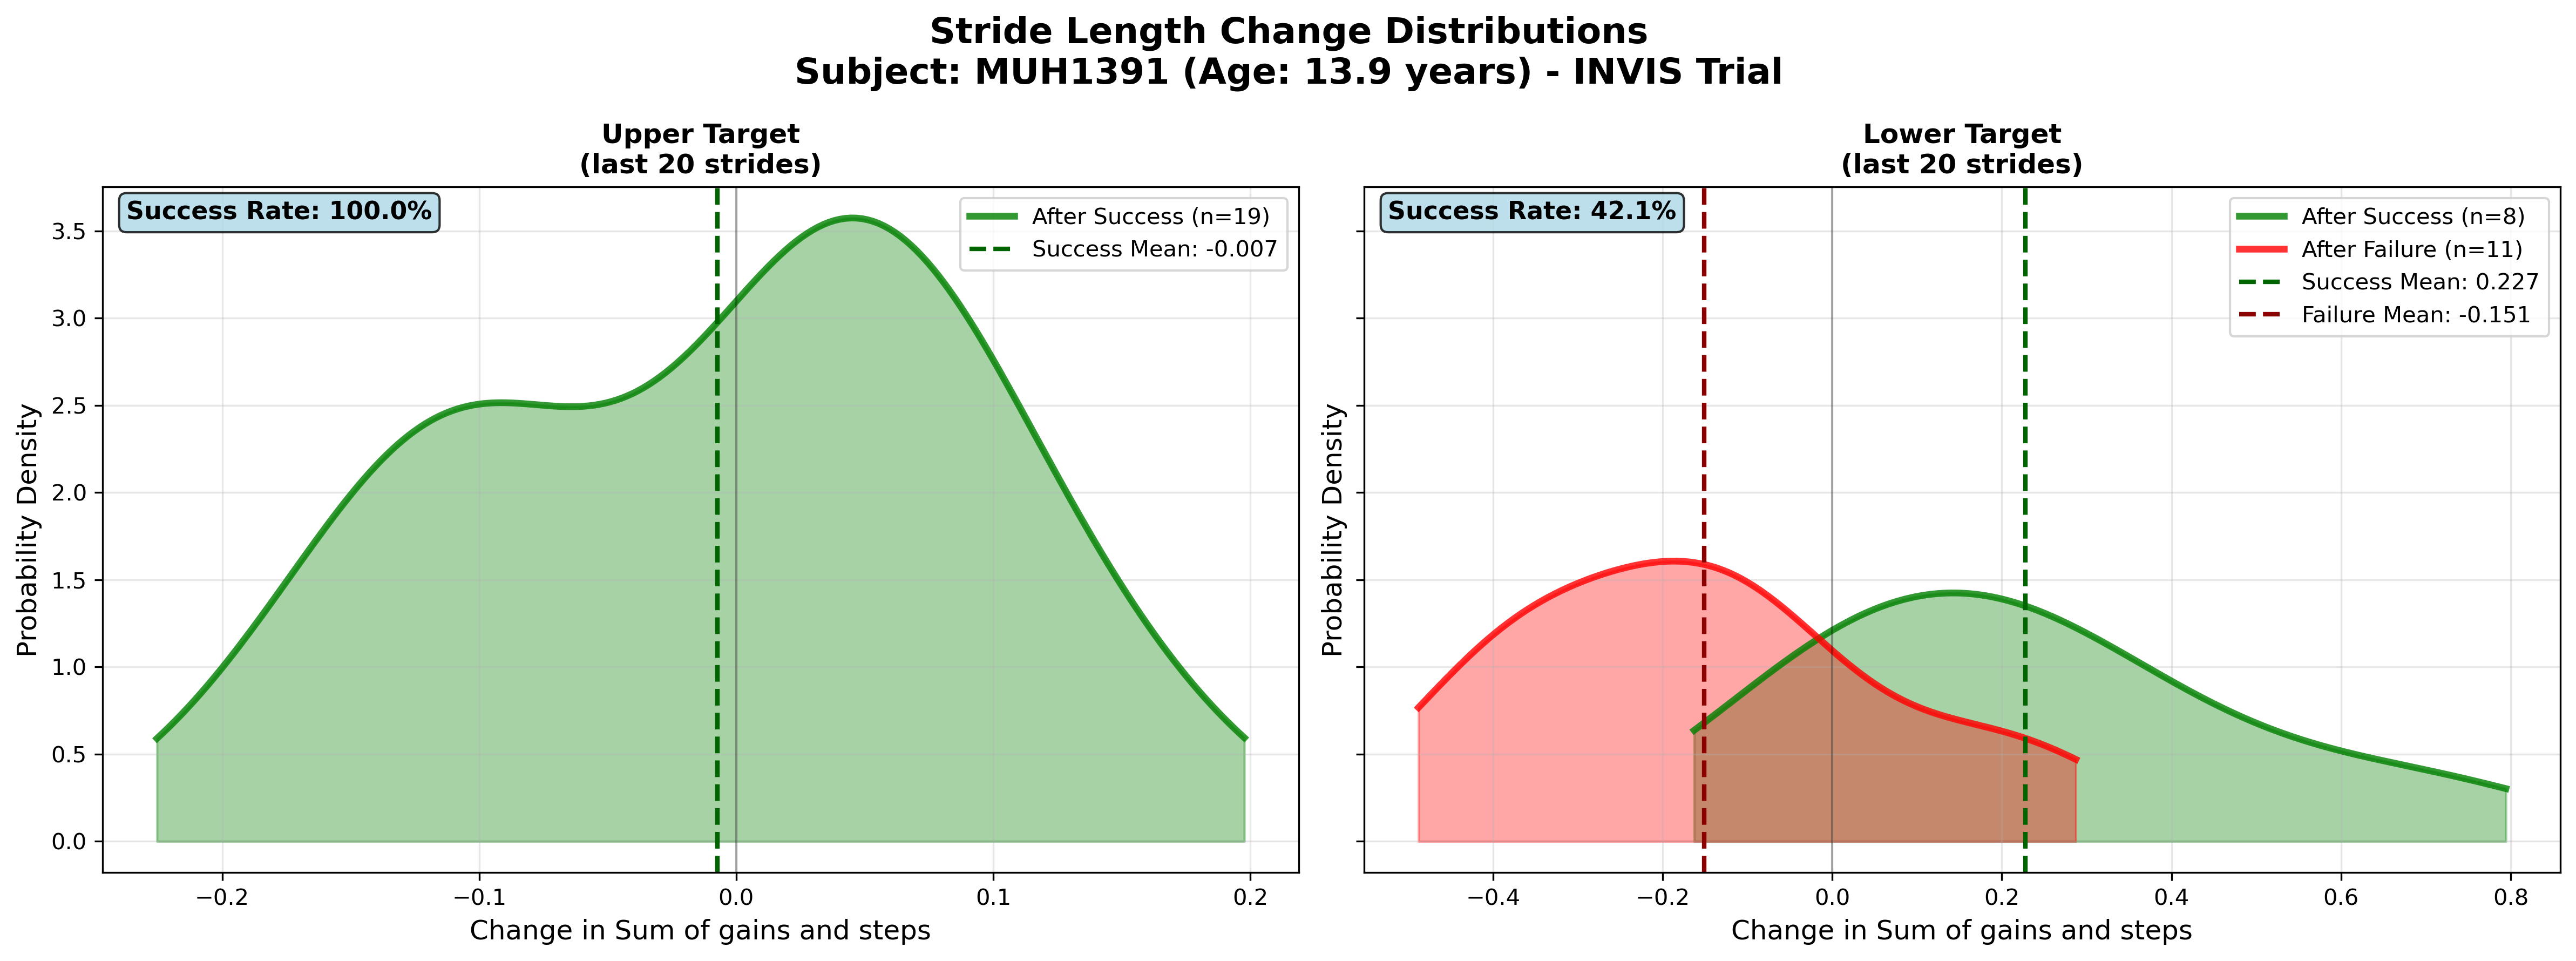 Stride Length Change Distributions
Subject: MUH1391 (Age: 13.9 years) - INVIS Trial
Upper Target
(last 20 strides)
Success Rate: 100.0%
After Success (n=19)
Success Mean: -0.007
Probability Density
3.5
3.0
2.5
2.0
1.5
1.0
0.5
0.0
−0.2
−0.1
0.0
0.1
0.2
Change in Sum of gains and steps
Lower Target
(last 20 strides)
Success Rate: 42.1%
After Success (n=8)
After Failure (n=11)
Success Mean: 0.227
Failure Mean: -0.151
Probability Density
−0.4
−0.2
0.0
0.2
0.4
0.6
0.8
Change in Sum of gains and steps